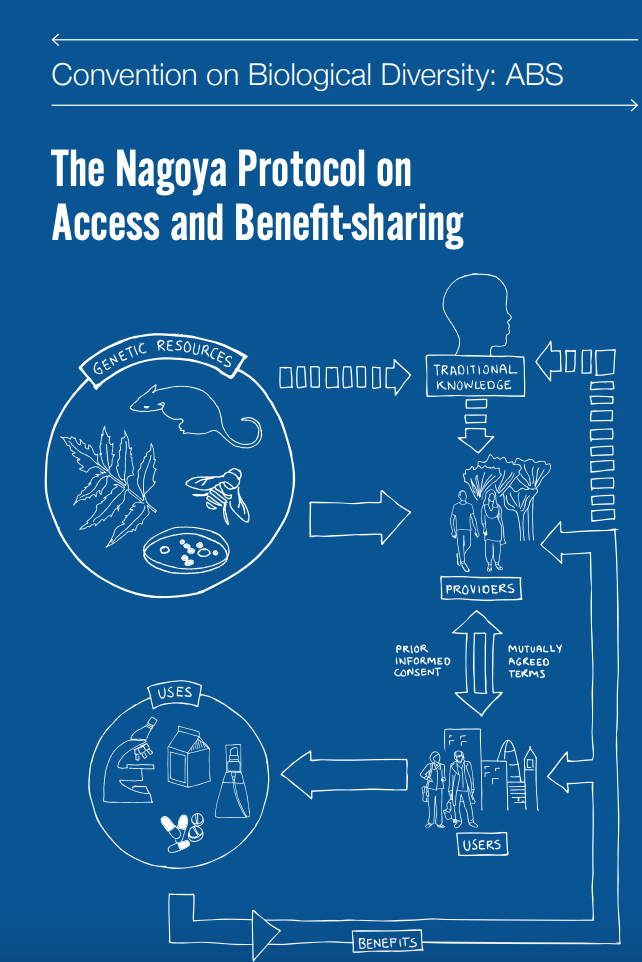 Convention on Biological Diversity: ABS
The Nagoya Protocol on
Access and Benefit-sharing
GENETIC RESOURCES
TRADITIONAL
KNOWLEDGE
PROVIDERS
PRIOR
INFORMED
CONSENT
MUTUALLY
AGREED
TERMS
USES
USERS
BENEFITS